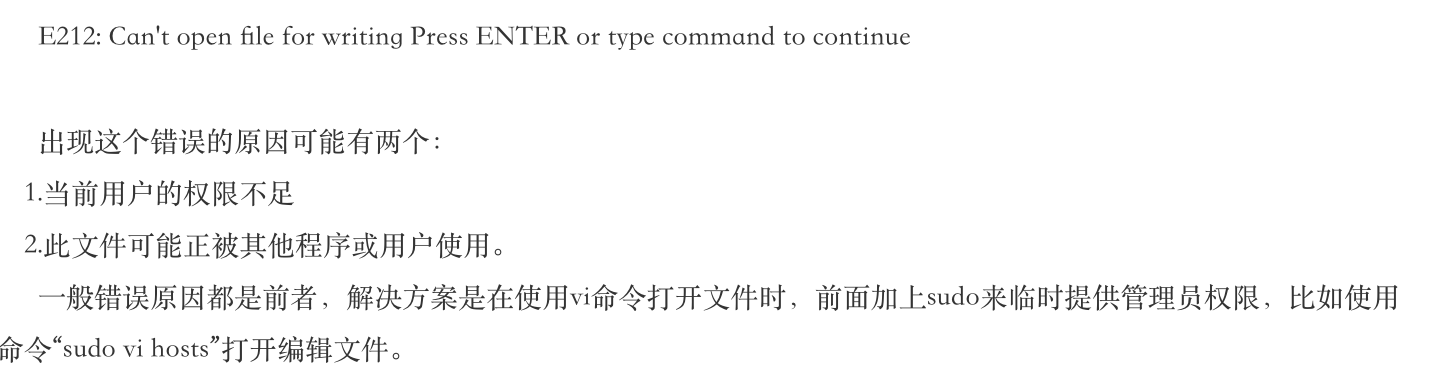 E212: Can't open file for writing Press ENTER or type command to continue
出现这个错误的原因可能有两个：
1.当前用户的权限不足
2.此文件可能正被其他程序或用户使用。
一般错误原因都是前者，解决方案是在使用vi命令打开文件时，前面加上sudo来临时提供管理员权限，比如使用
命令“sudo vi hosts”打开编辑文件。